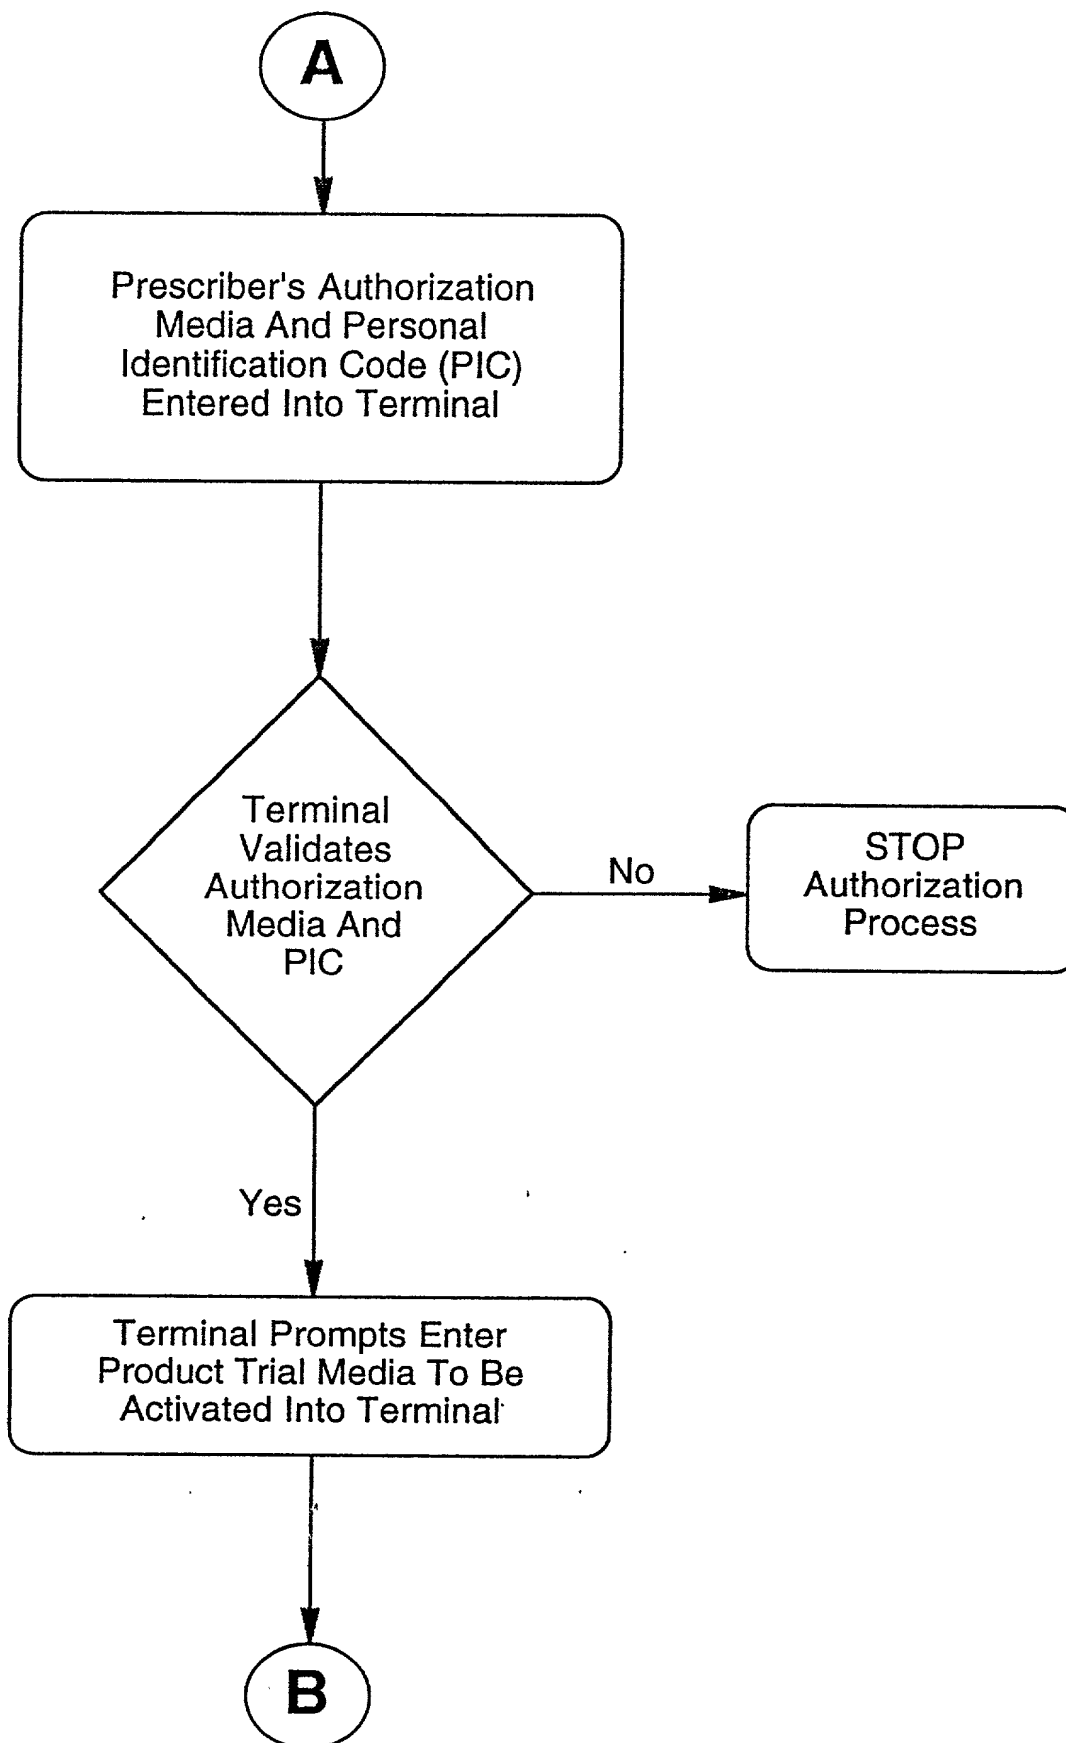 A
Prescriber's Authorization
Media And Personal
Identification Code (PIC)
Entered Into Terminal
Terminal
Validates
Authorization
Media And
PIC
No
STOP
Authorization
Process
Yes
Terminal Prompts Enter
Product Trial Media To Be
Activated Into Terminal
B